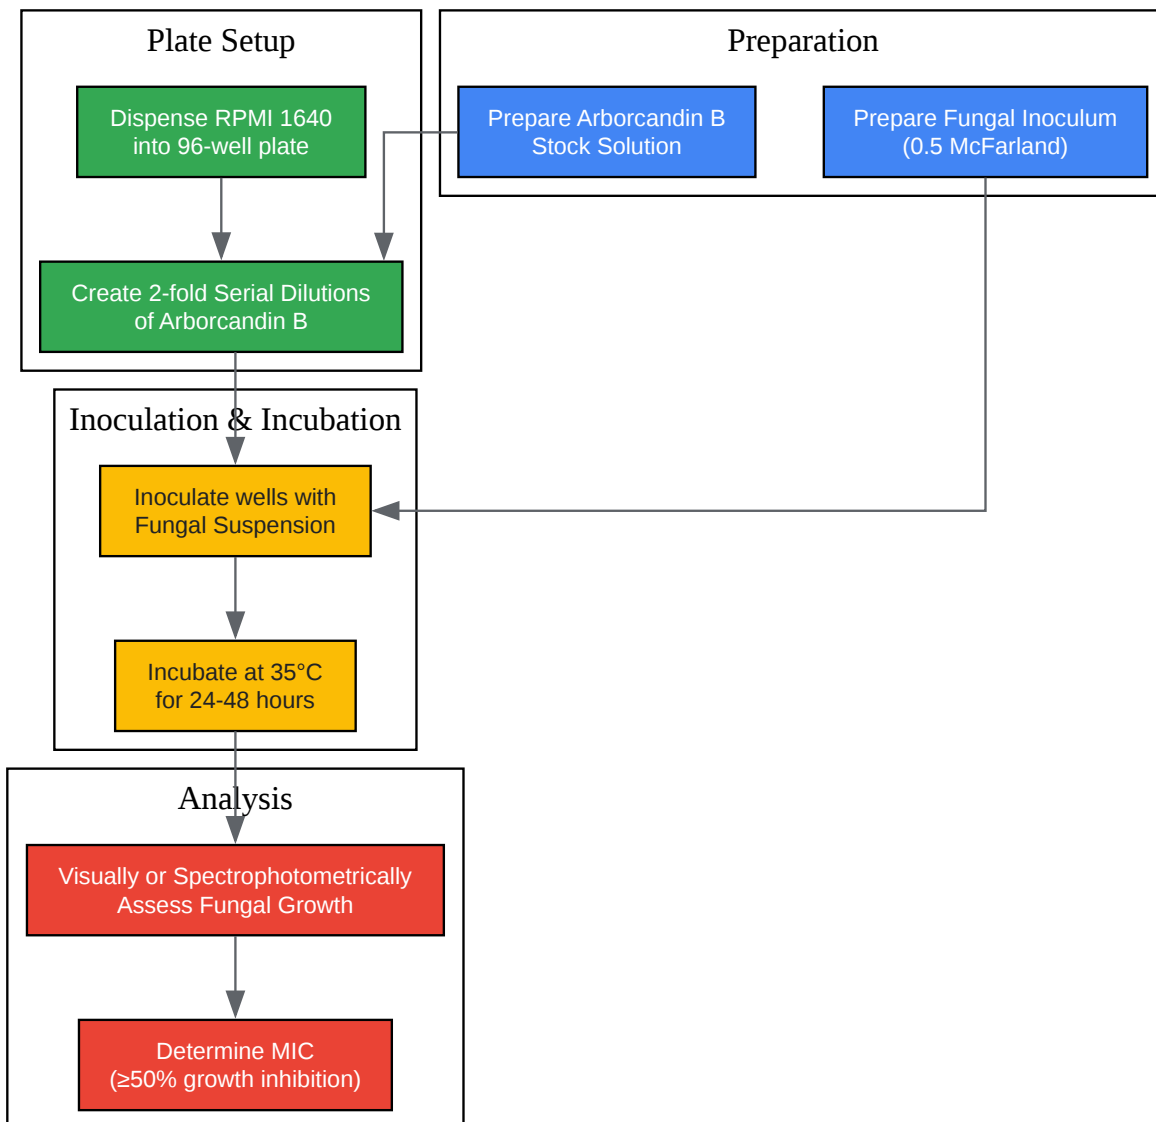 Plate Setup
Dispense RPMI 1640
into 96-well plate
Create 2-fold Serial Dilutions
of Arborcandin B
Preparation
Prepare Arborcandin B
Stock Solution
Prepare Fungal Inoculum
(0.5 McFarland)
Inoculation & Incubation
Inoculate wells with
Fungal Suspension
Incubate at 35°C
for 24-48 hours
Analysis
Visually or Spectrophotometrically
Assess Fungal Growth
Determine MIC
(≥50% growth inhibition)